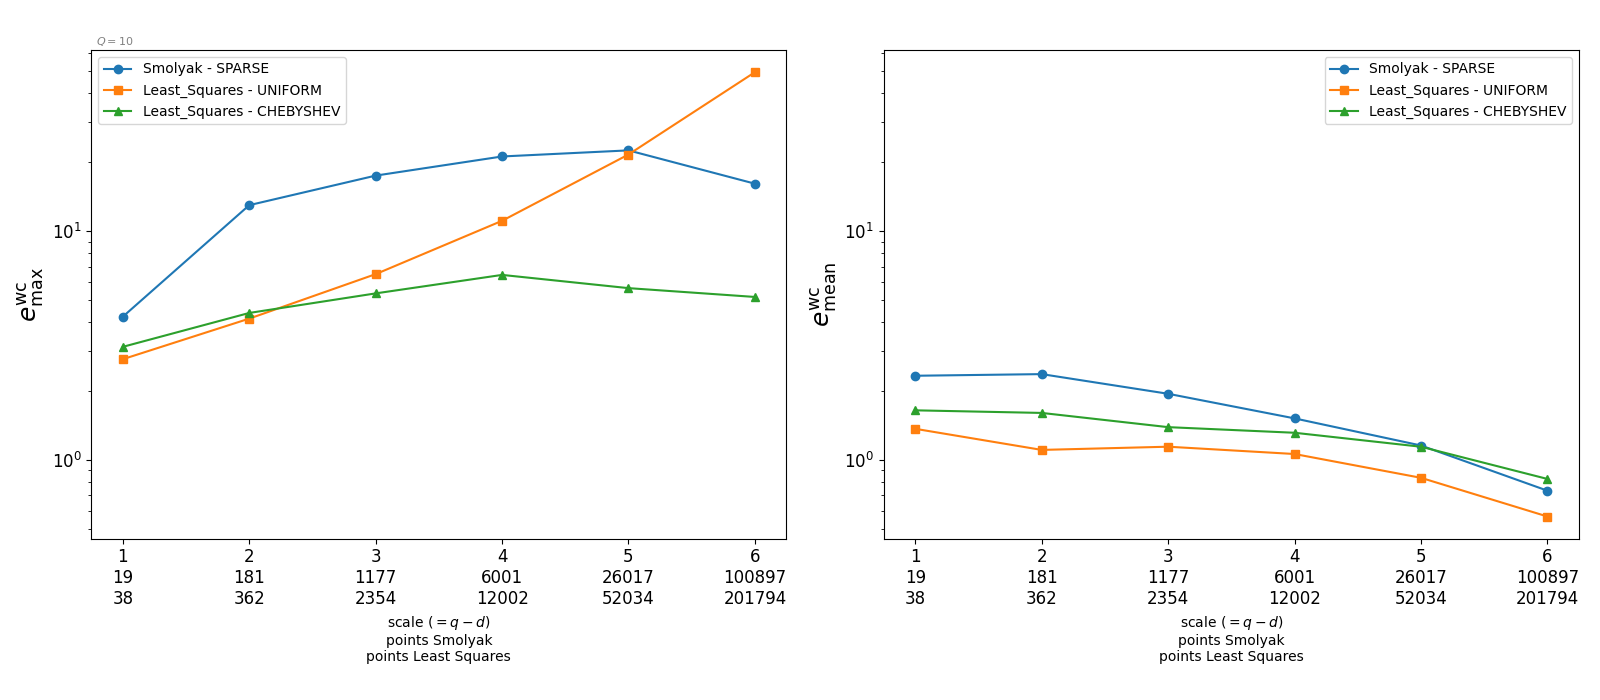 Q = 10
Smolyak - SPARSE
Least_Squares - UNIFORM
Least_Squares - CHEBYSHEV
10^1
e^wc_max
1 2 3 4 5 6
19 181 1177 6001 26017 100897
38 362 2354 12002 52034 201794
scale (= q − d)
points Smolyak
points Least Squares
Smolyak - SPARSE
Least_Squares - UNIFORM
Least_Squares - CHEBYSHEV
10^1
10^0
e^wc_mean
10^0
1 2 3 4 5 6
19 181 1177 6001 26017 100897
38 362 2354 12002 52034 201794
scale (= q − d)
points Smolyak
points Least Squares